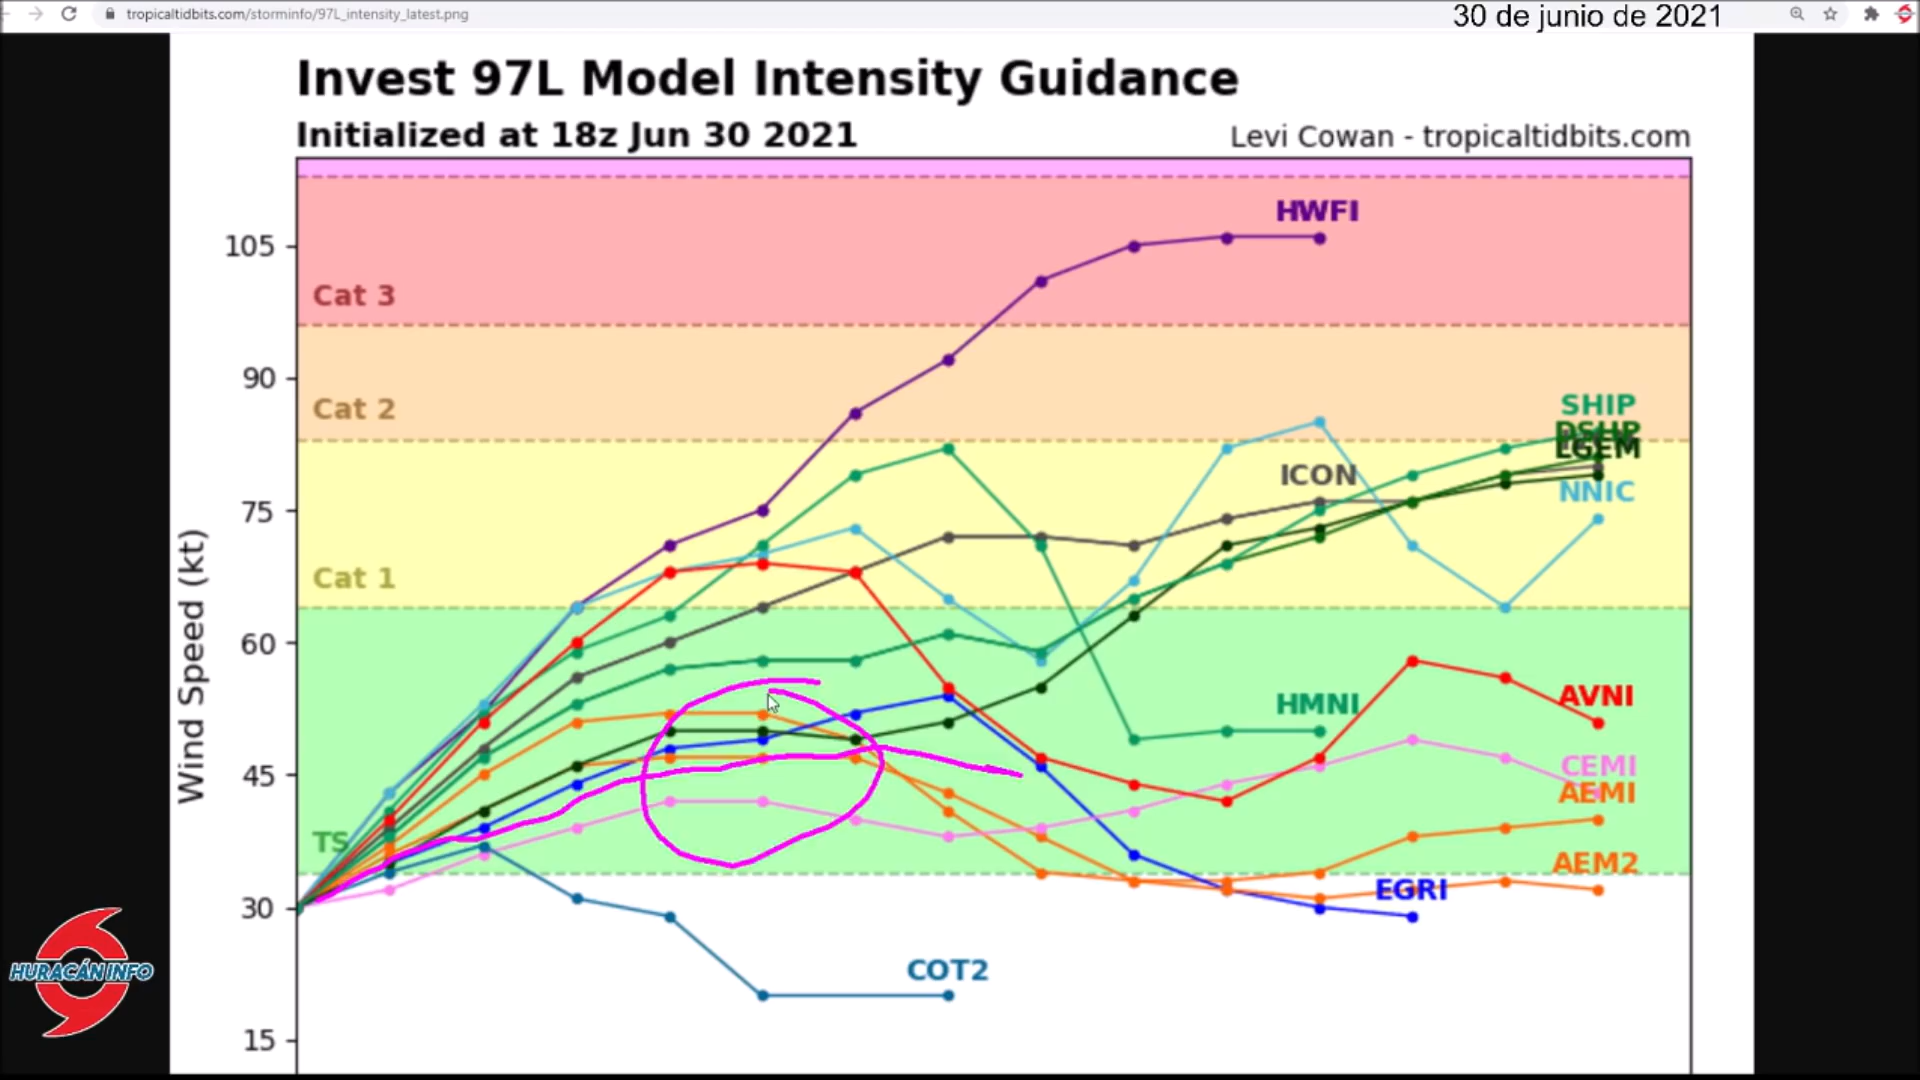 tropicaltidbits.com/storminfo/97L_intensity_latest.png
30 de junio de 2021
Invest 97L Model Intensity Guidance
Initialized at 18z Jun 30 2021
Levi Cowan - tropicaltidbits.com
Wind Speed (kt)
105
90
75
60
45
30
15
Cat 3
Cat 2
Cat 1
TS
HWFI
SHIP
DSHP
LGEM
ICON
NNIC
HMNI
AVNI
CEMI
AEMI
AEM2
EGRI
COT2
HURACÁN INFO